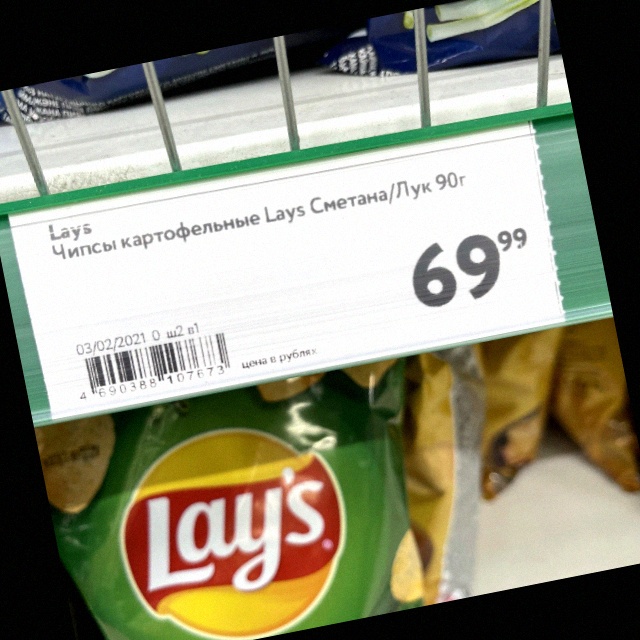 Lays
Чипсы картофельные Lays Сметана/Лук 90г
69 99
03/02/2021 0 ш2 в1
4 690388 107673
цена в рублях
Lay's